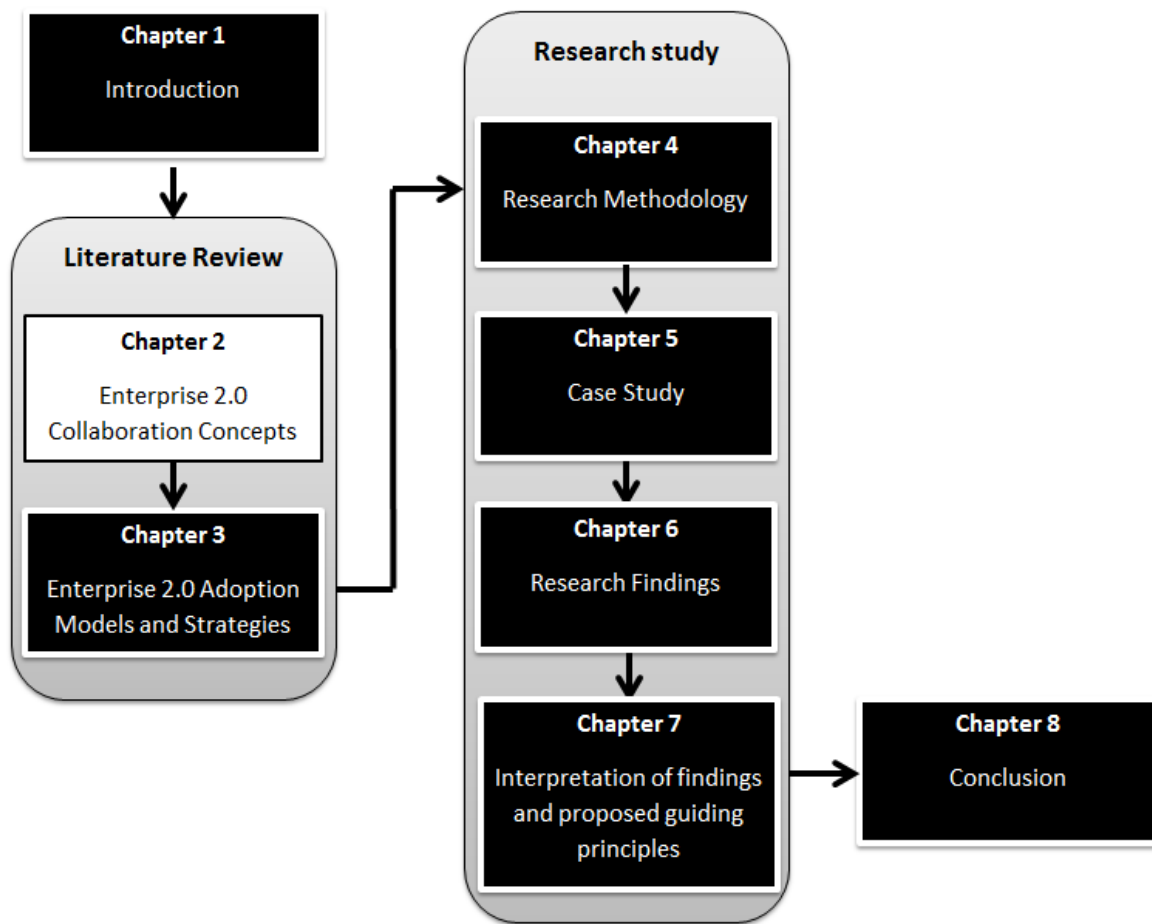 Chapter 1
Introduction
Literature Review
Chapter 2
Enterprise 2.0
Collaboration Concepts
Chapter 3
Enterprise 2.0 Adoption
Models and Strategies
Research study
Chapter 4
Research Methodology
Chapter 5
Case Study
Chapter 6
Research Findings
Chapter 7
Interpretation of findings
and proposed guiding
principles
Chapter 8
Conclusion